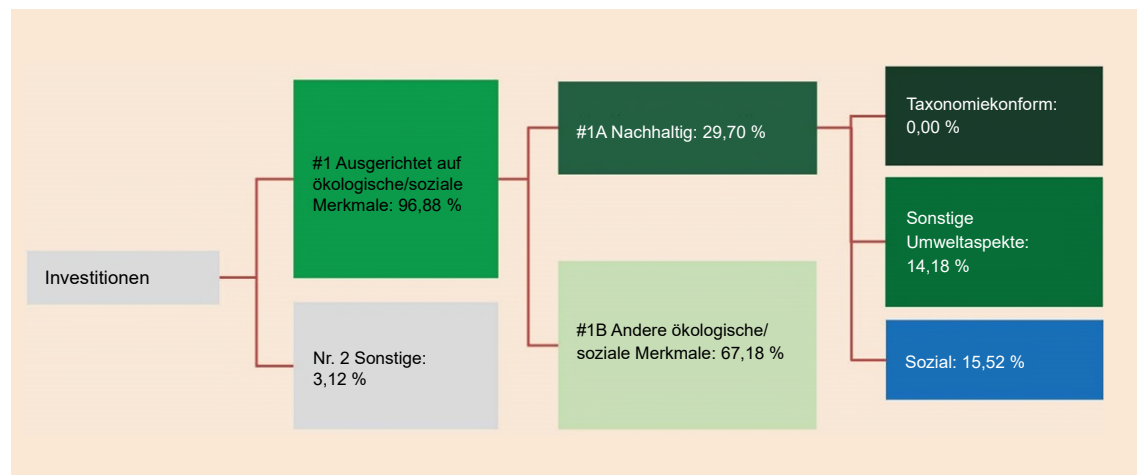 Investitionen
#1 Ausgerichtet auf
ökologische/soziale
Merkmale: 96,88 %
Nr. 2 Sonstige:
3,12 %
#1A Nachhaltig: 29,70 %
#1B Andere ökologische/
soziale Merkmale: 67,18 %
Taxonomiekonform:
0,00 %
Sonstige
Umweltaspekte:
14,18 %
Sozial: 15,52 %